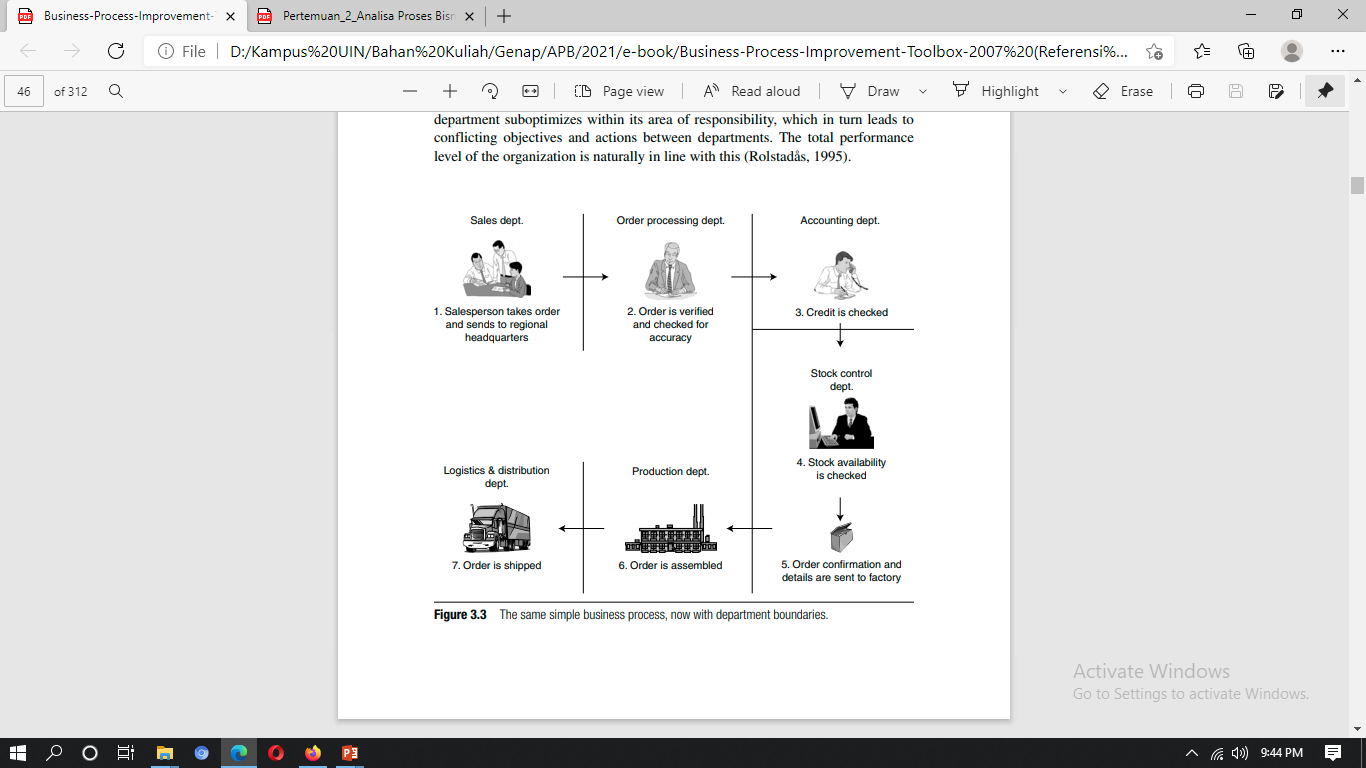 Business-Process-Improvement-
Pertemuan_2_Analisa Proses Bisn
File
D:/Kampus%20UIN/Bahan%20Kuliah/Genap/APB/2021/e-book/Business-Process-Improvement-Toolbox-2007%20(Referensi%...
46
of 312
Page view
Read aloud
Draw
Highlight
Erase
department suboptimizes within its area of responsibility, which in turn leads to
conflicting objectives and actions between departments. The total performance
level of the organization is naturally in line with this (Rolstadås, 1995).
Sales dept.
1. Salesperson takes order
and sends to regional
headquarters
Order processing dept.
2. Order is verified
and checked for
accuracy
Accounting dept.
3. Credit is checked
Stock control
dept.
4. Stock availability
is checked
5. Order confirmation and
details are sent to factory
Production dept.
6. Order is assembled
Logistics & distribution
dept.
7. Order is shipped
Figure 3.3 The same simple business process, now with department boundaries.
Activate Windows
Go to Settings to activate Windows.
9:44 PM